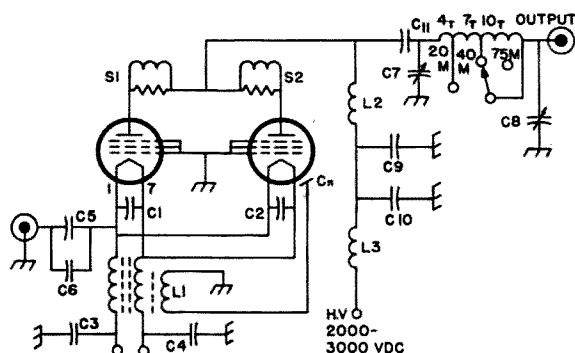 C11 4T 7T 10T OUTPUT
20 M 40 M 75M
S1 S2
C7
L2 C8
1 7 Cn C9
C1 C2
C5 C10
C6 L1 L3
C3 C4
H.V
2000-
3000 VDC